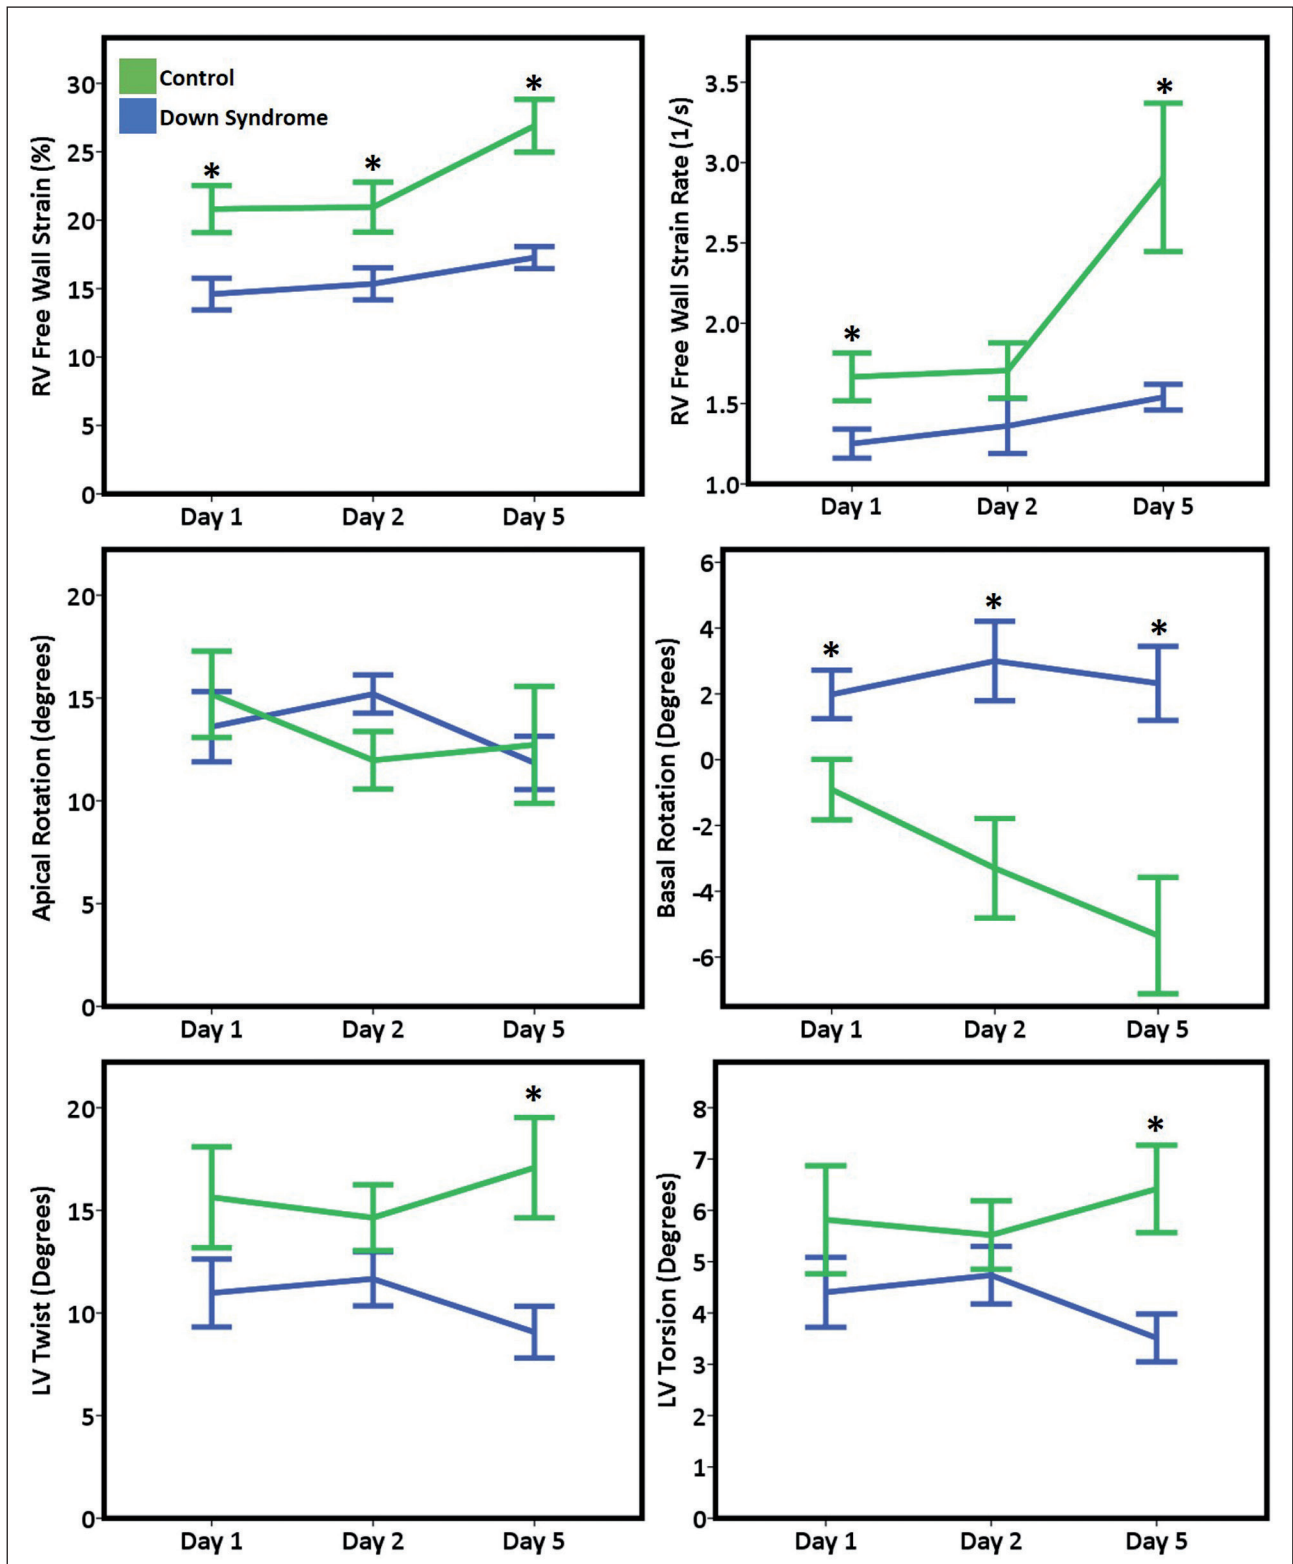 RV Free Wall Strain (%)
30
25
20
15
10
5
0
Control
Down Syndrome
*
*
*
Day 1
Day 2
Day 5
RV Free Wall Strain Rate (1/s)
3.5
3.0
2.5
2.0
1.5
1.0
*
*
Day 1
Day 2
Day 5
Apical Rotation (degrees)
20
15
10
5
0
Day 1
Day 2
Day 5
Basal Rotation (Degrees)
6
4
2
0
-2
-4
-6
*
*
*
Day 1
Day 2
Day 5
LV Twist (Degrees)
20
15
10
5
0
*
Day 1
Day 2
Day 5
LV Torsion (Degrees)
8
7
6
5
4
3
2
1
0
*
Day 1
Day 2
Day 5